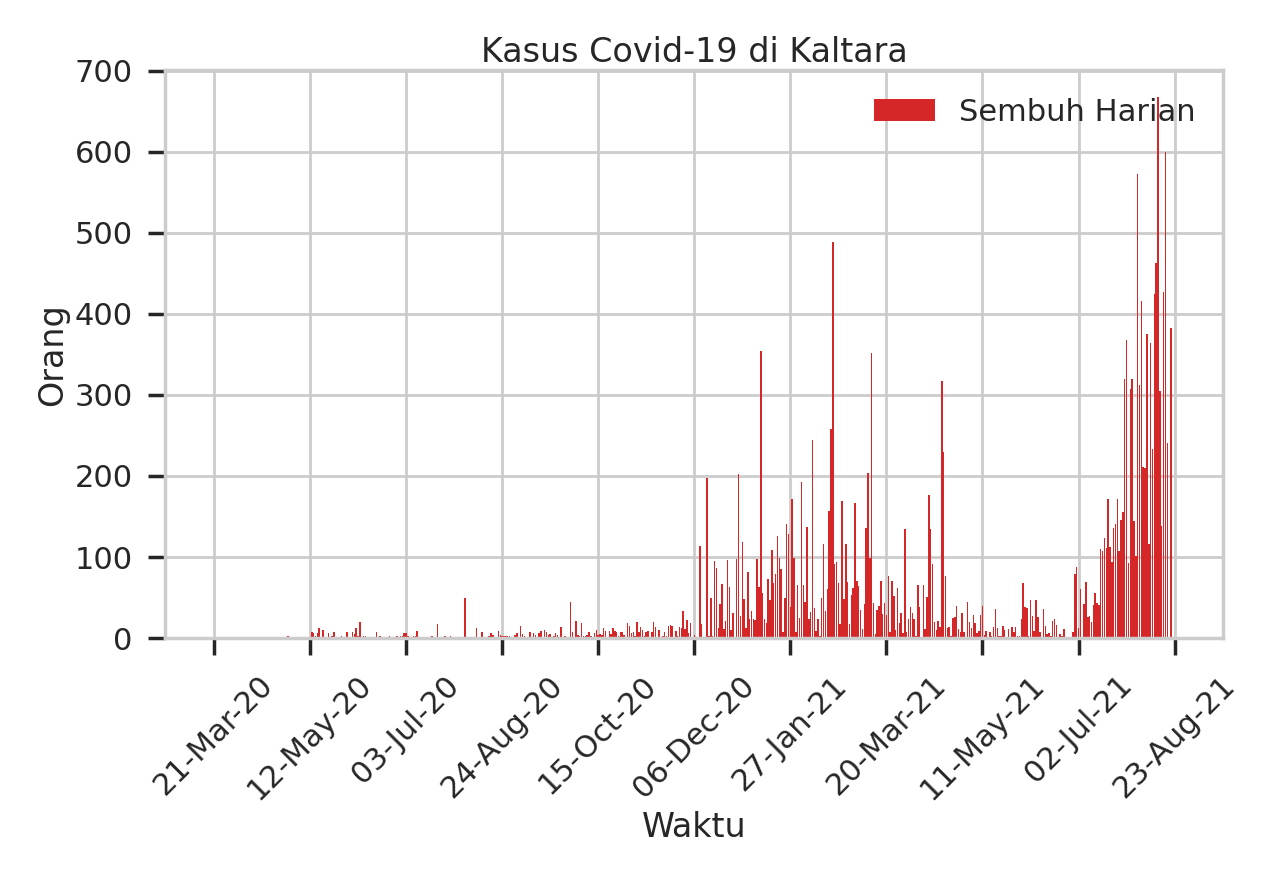 Kasus Covid-19 di Kaltara
Sembuh Harian
Orang
700
600
500
400
300
200
100
0
21-Mar-20
12-May-20
03-Jul-20
24-Aug-20
15-Oct-20
06-Dec-20
27-Jan-21
20-Mar-21
11-May-21
02-Jul-21
23-Aug-21
Waktu